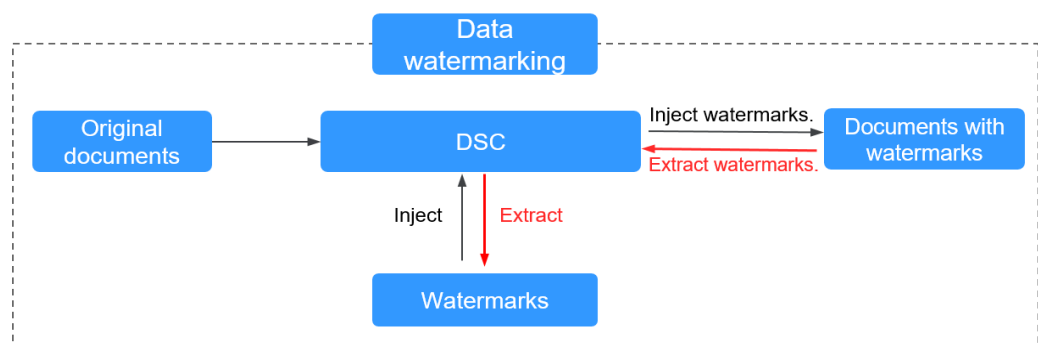 Data
watermarking
Original
documents
DSC
Inject watermarks.
Extract watermarks.
Documents with
watermarks
Inject
Extract
Watermarks